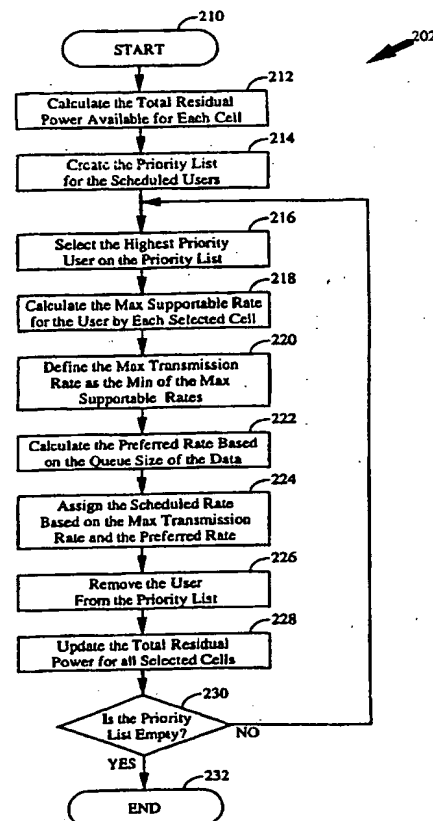 210
START
202
212
Calculate the Total Residual
Power Available for Each Cell
214
Create the Priority List
for the Scheduled Users
216
Select the Highest Priority
User on the Priority List
218
Calculate the Max Supportable Rate
for the User by Each Selected Cell
220
Define the Max Transmission
Rate as the Min of the Max
Supportable Rates
222
Calculate the Preferred Rate Based
on the Queue Size of the Data
224
Assign the Scheduled Rate
Based on the Max Transmission
Rate and the Preferred Rate
226
Remove the User
From the Priority List
228
Update the Total Residual
Power for all Selected Cells
230
Is the Priority
List Empty?
NO
YES
232
END